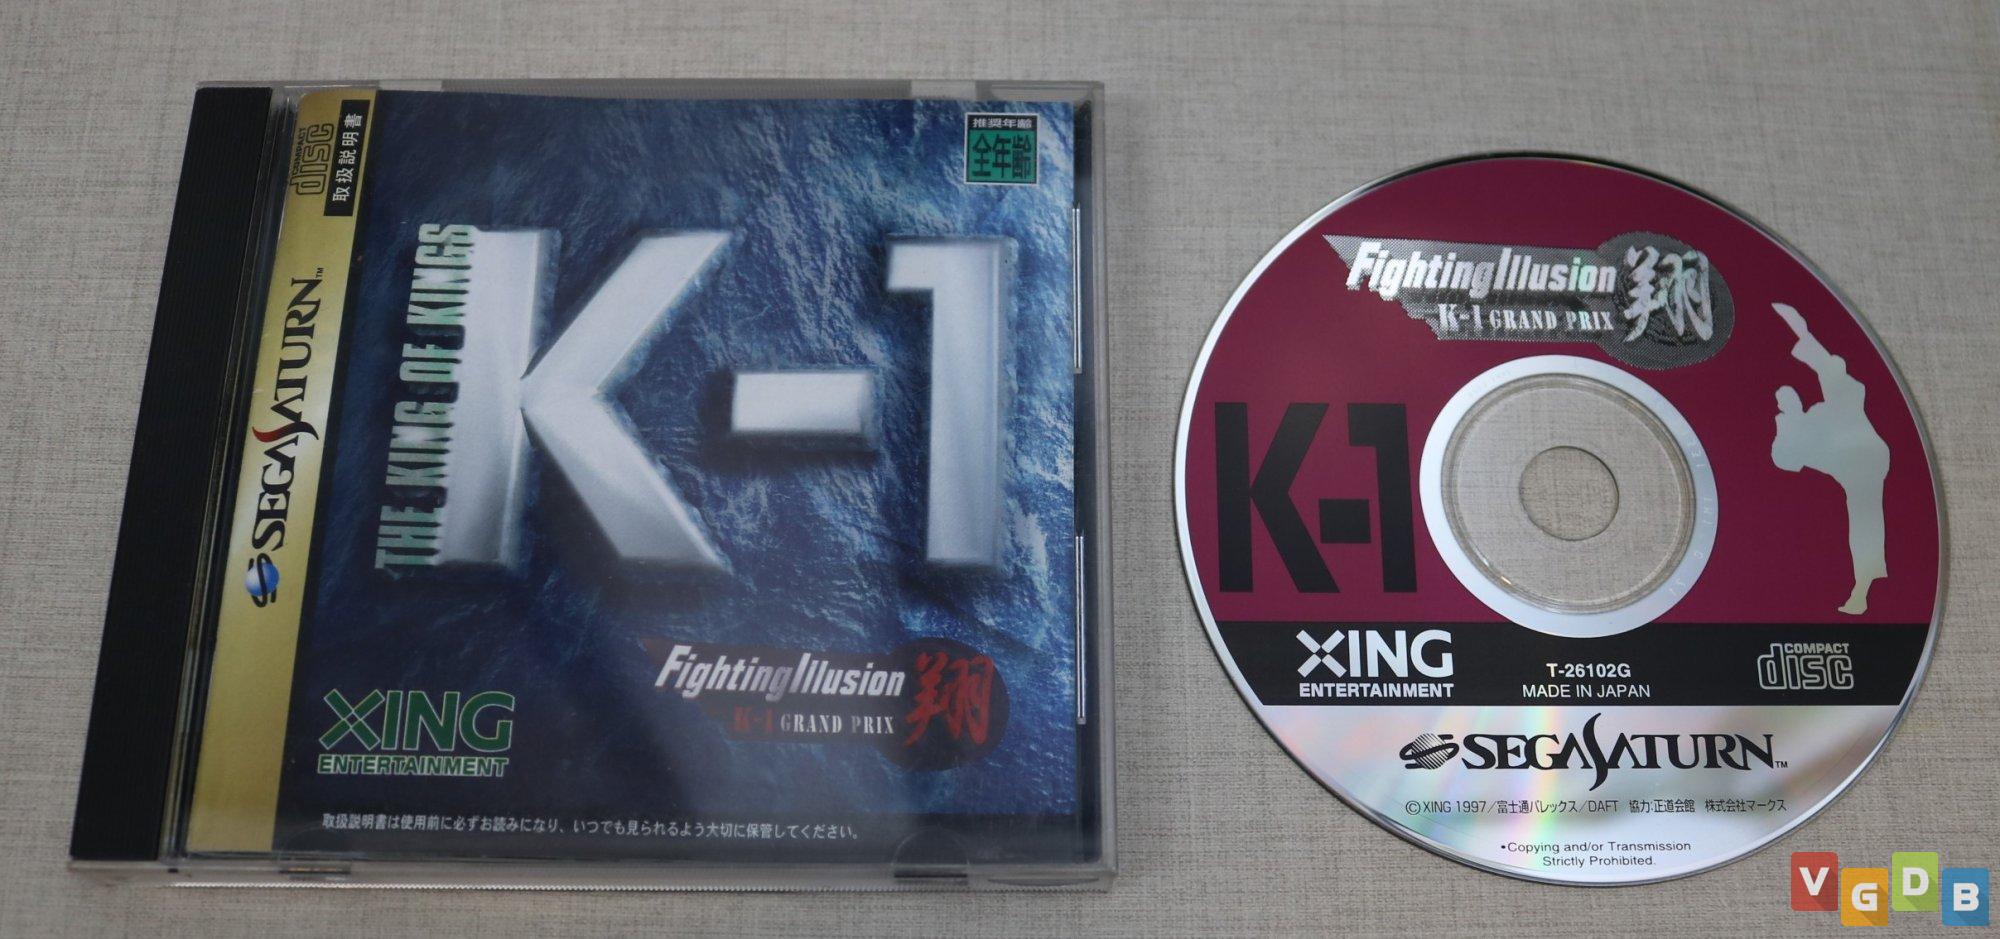 COMPACT
disc
取扱説明書
推奨年齢
全年齢
SEGA SATURN™
THE KING OF KINGS
K-1
Fighting Illusion 翔
K-1 GRAND PRIX
XING
ENTERTAINMENT
取扱説明書は使用前に必ずお読みになり、いつでも見られるよう大切に保管してください。
Fighting Illusion 翔
K-1 GRAND PRIX
K-1
XING
ENTERTAINMENT
T-26102G
MADE IN JAPAN
COMPACT
disc
SEGA SATURN™
©XING 1997/富士通パレックス/DAFT 協力:正道会館 株式会社マークス
•Copying and/or Transmission
Strictly Prohibited.
VGDB